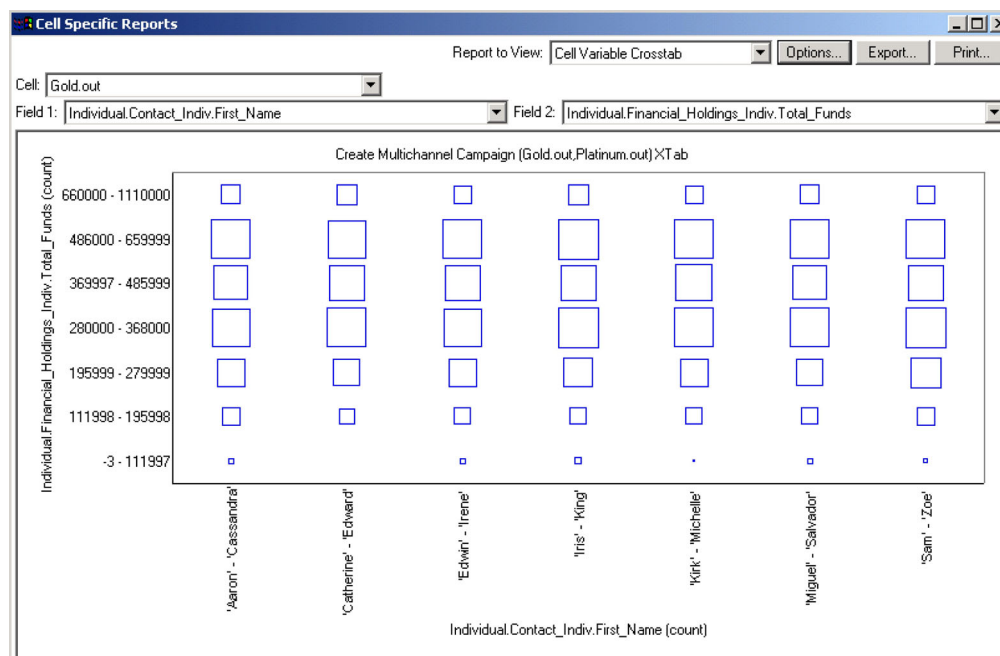 Cell Specific Reports
Report to View: Cell Variable Crosstab Options... Export... Print...
Cell: Gold.out
Field 1: Individual.Contact_Indiv.First_Name Field 2: Individual.Financial_Holdings_Indiv.Total_Funds
Create Multichannel Campaign (Gold.out,Platinum.out) XTab
Individual.Financial_Holdings_Indiv.Total_Funds (count)
660000 - 1110000
486000 - 659999
369997 - 485999
280000 - 368000
195999 - 279999
111998 - 195998
-3 - 111997
'Aaron' - 'Cassandra'
'Catherine' - 'Edward'
'Edwin' - 'Irene'
'Iris' - 'King'
'Kirk' - 'Michelle'
'Miguel' - 'Salvador'
'Sam' - 'Zoe'
Individual.Contact_Indiv.First_Name (count)